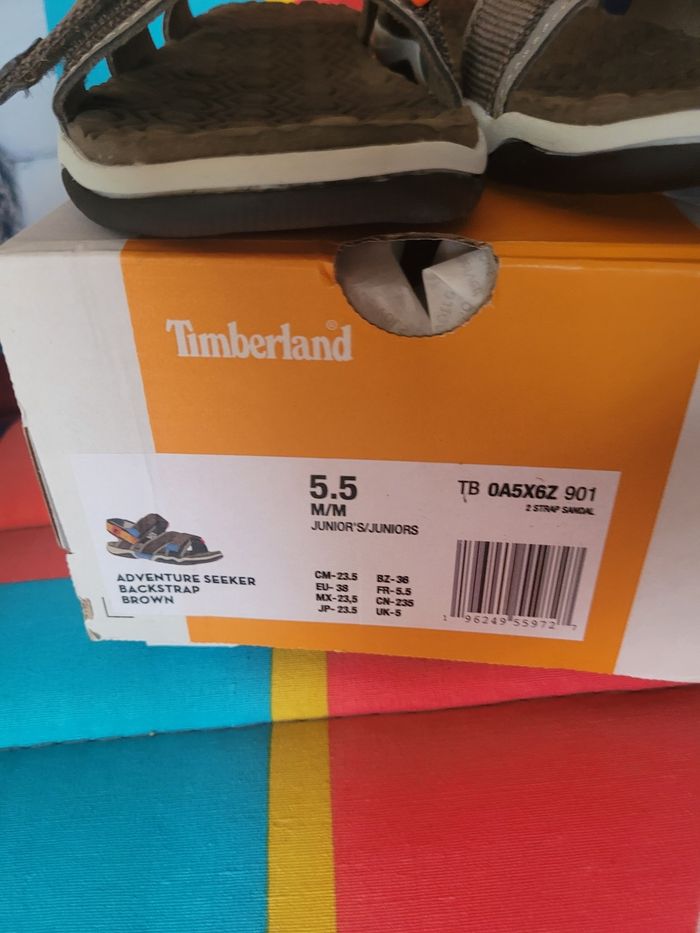 Timberland®
5.5
M/M
JUNIOR'S/JUNIORS
TB 0A5X6Z 901
2 STRAP SANDAL
ADVENTURE SEEKER
BACKSTRAP
BROWN
CM-23.5 BZ-36
EU-38 FR-5.5
MX-23,5 CN-235
JP-23.5 UK-5
1 96249 55972 7